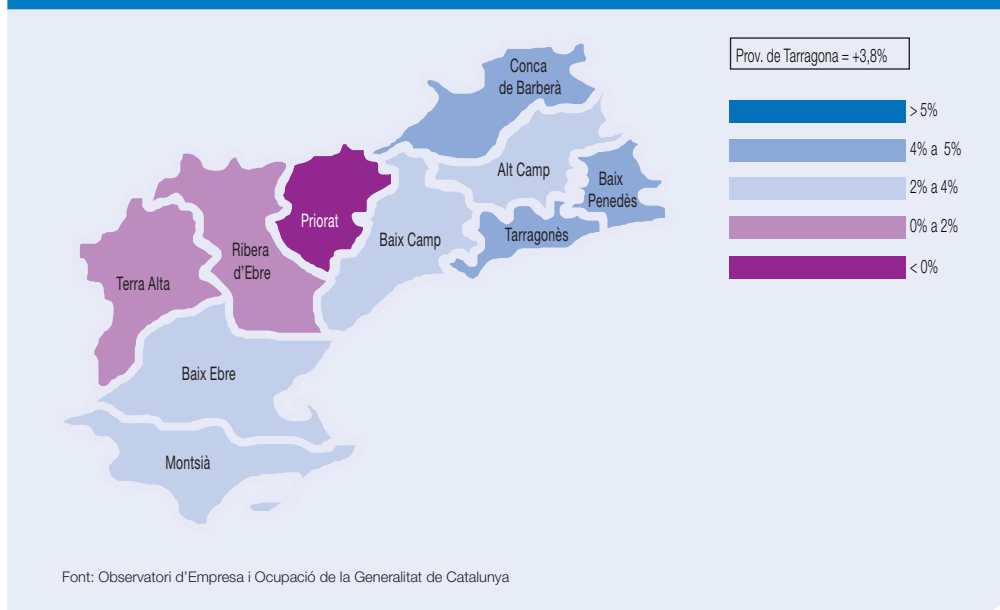 Prov. de Tarragona = +3,8%
> 5%
4% a 5%
2% a 4%
0% a 2%
< 0%
Conca
de Barberà
Alt Camp
Baix
Penedès
Priorat
Tarragonès
Baix Camp
Ribera
d'Ebre
Terra Alta
Baix Ebre
Montsià
Font: Observatori d'Empresa i Ocupació de la Generalitat de Catalunya